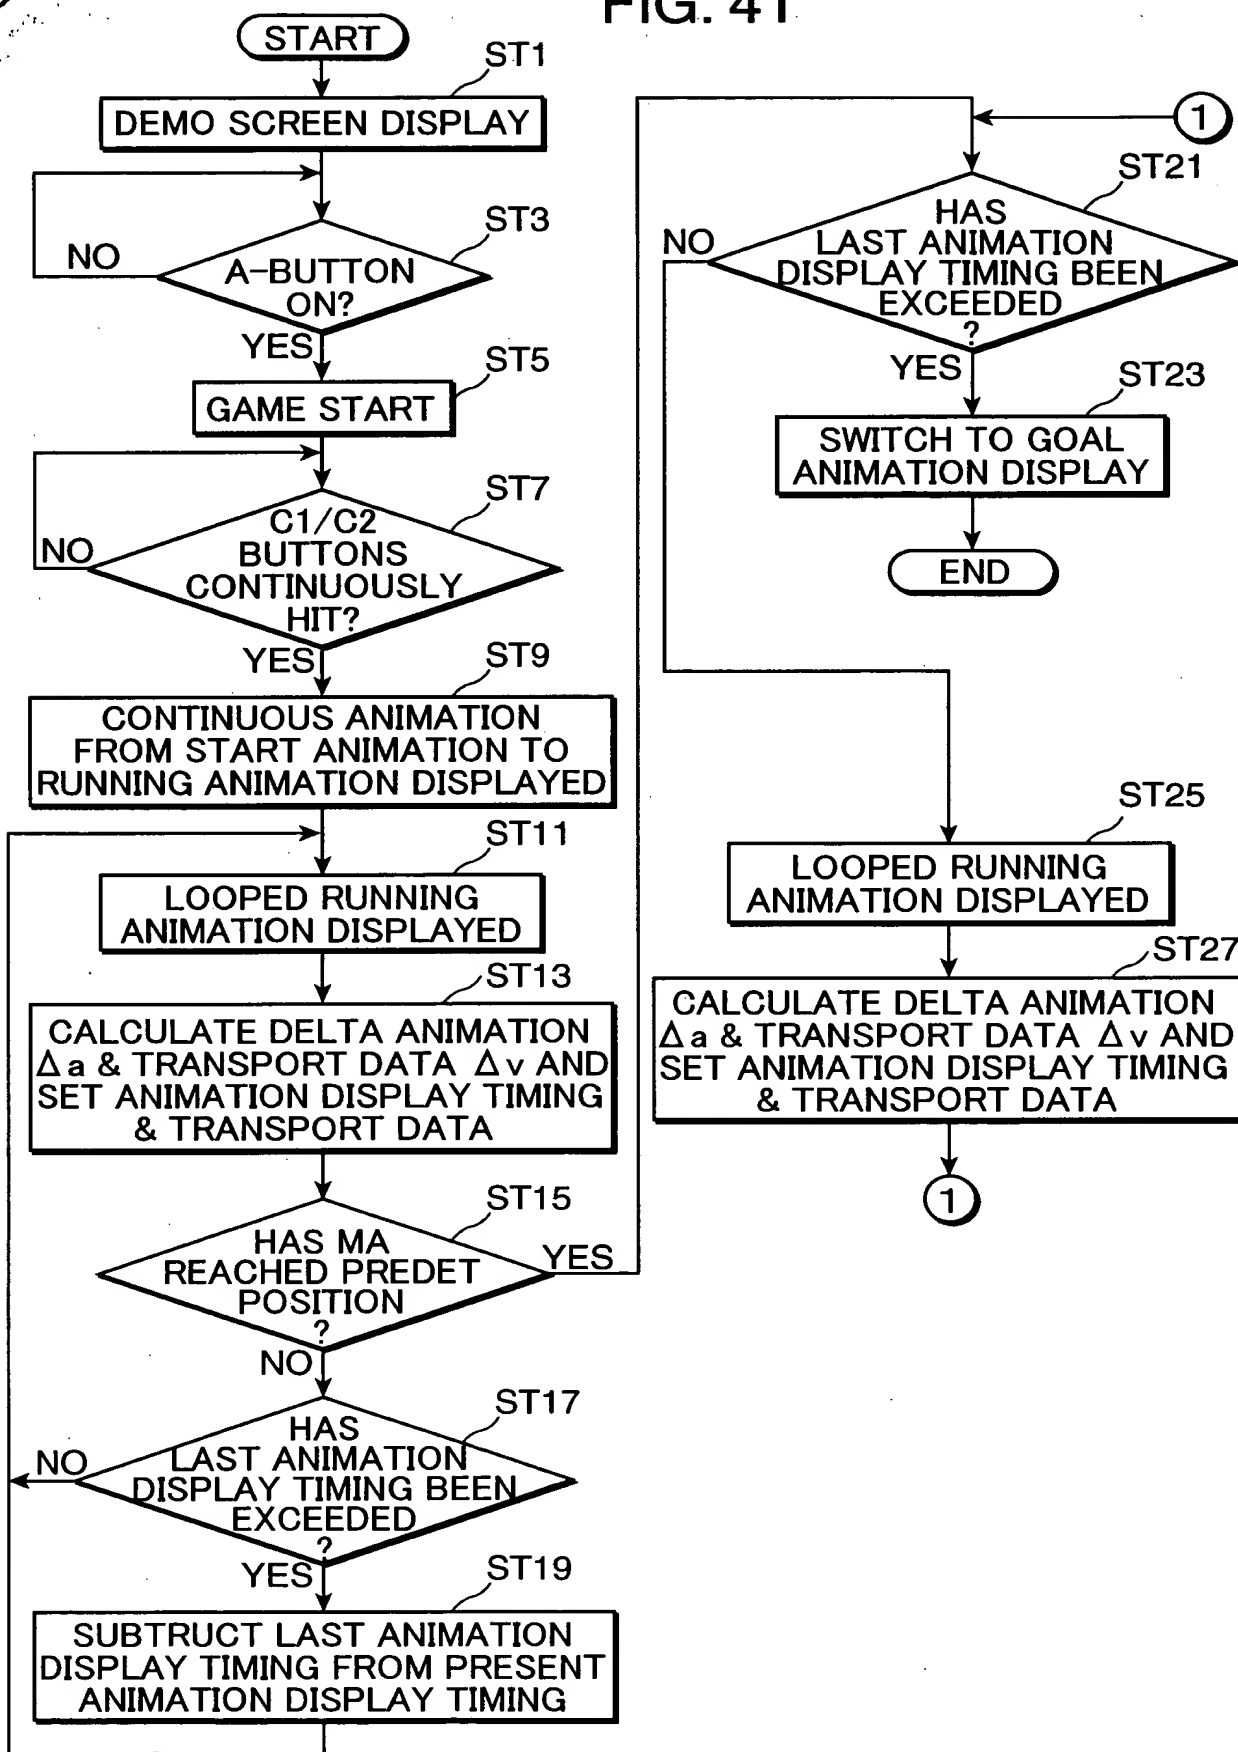 FIG. 41
START
ST1
DEMO SCREEN DISPLAY
ST3
NO
A-BUTTON
ON?
YES
ST5
GAME START
ST7
C1/C2
BUTTONS
CONTINUOUSLY
HIT?
NO
YES
ST9
CONTINUOUS ANIMATION
FROM START ANIMATION TO
RUNNING ANIMATION DISPLAYED
ST11
LOOPED RUNNING
ANIMATION DISPLAYED
ST13
CALCULATE DELTA ANIMATION
Δa & TRANSPORT DATA Δv AND
SET ANIMATION DISPLAY TIMING
& TRANSPORT DATA
ST15
HAS MA
REACHED PREDET
POSITION
?
YES
NO
ST17
HAS
LAST ANIMATION
DISPLAY TIMING BEEN
EXCEEDED
?
NO
YES
ST19
SUBTRUCT LAST ANIMATION
DISPLAY TIMING FROM PRESENT
ANIMATION DISPLAY TIMING
1
ST21
HAS
LAST ANIMATION
DISPLAY TIMING BEEN
EXCEEDED
?
NO
YES
ST23
SWITCH TO GOAL
ANIMATION DISPLAY
END
ST25
LOOPED RUNNING
ANIMATION DISPLAYED
ST27
CALCULATE DELTA ANIMATION
Δa & TRANSPORT DATA Δv AND
SET ANIMATION DISPLAY TIMING
& TRANSPORT DATA
1